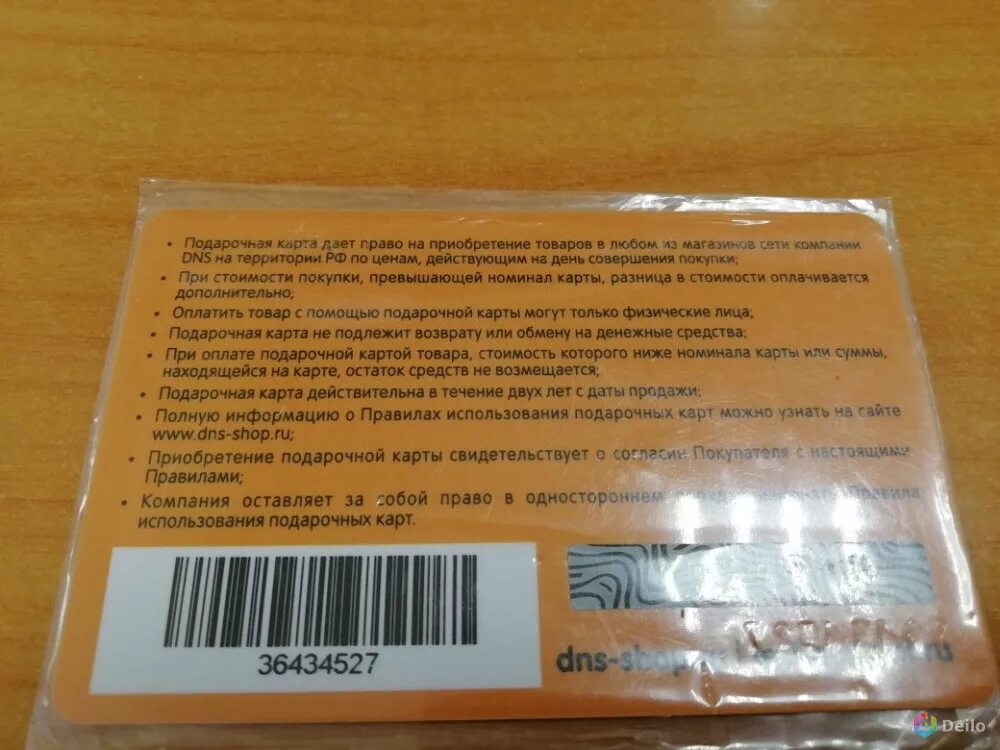 • Подарочная карта дает право на приобретение товаров в любом из магазинов сети компании
DNS на территории РФ по ценам, действующим на день совершения покупки;
• При стоимости покупки, превышающей номинал карты, разница в стоимости оплачивается
дополнительно;
• Оплатить товар с помощью подарочной карты могут только физические лица;
• Подарочная карта не подлежит возврату или обмену на денежные средства;
• При оплате подарочной картой товара, стоимость которого ниже номинала карты или суммы,
находящейся на карте, остаток средств не возмещается;
• Подарочная карта действительна в течение двух лет с даты продажи;
• Полную информацию о Правилах использования подарочных карт можно узнать на сайте
www.dns-shop.ru;
• Приобретение подарочной карты свидетельствует о согласии Покупателя с настоящими
Правилами;
• Компания оставляет за собой право в одностороннем Правила
использования подарочных карт.
36434527
dns-shop
Deilo